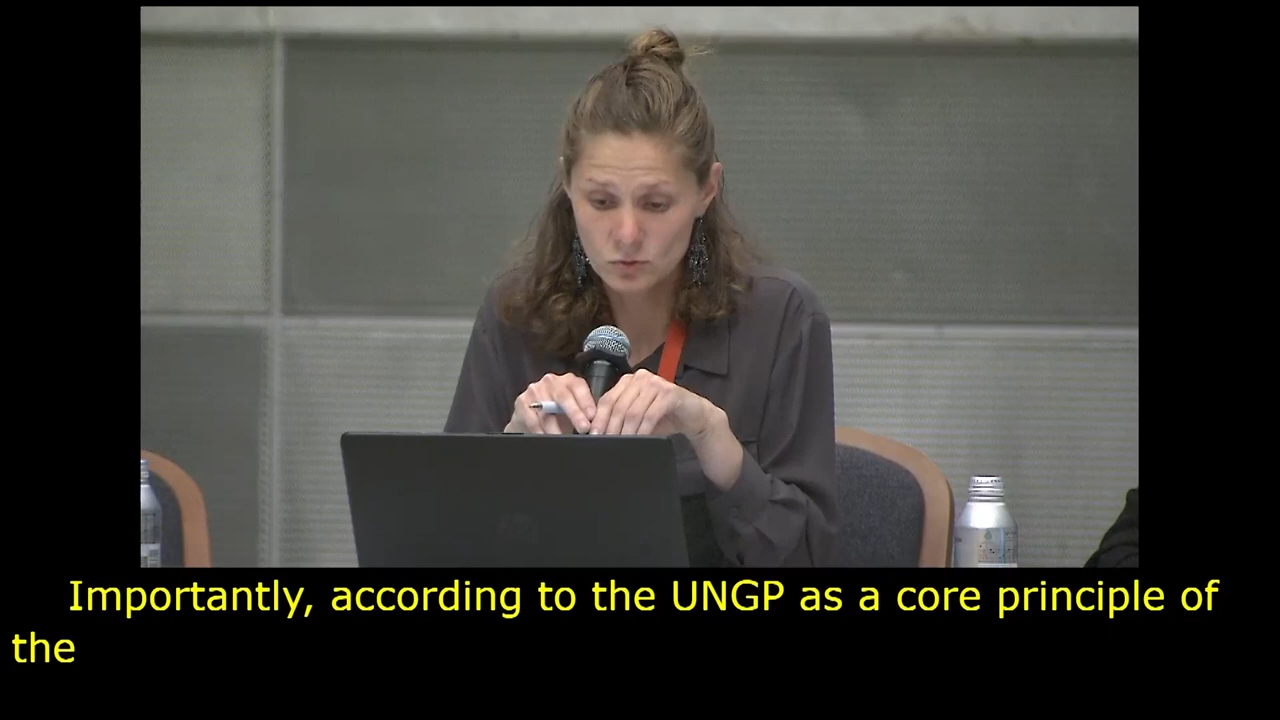 Importantly, according to the UNGP as a core principle of
the